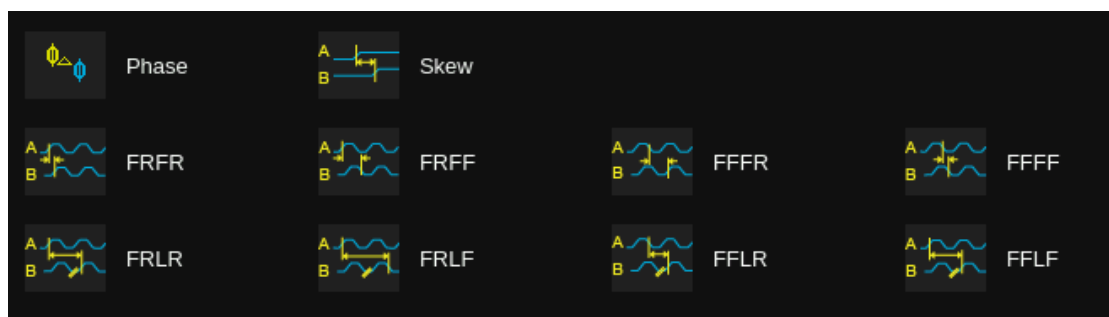 Phase A B Skew
A B FRFR A B FRFF A B FFFR A B FFFF
A B FRLR A B FRLF A B FFLR A B FFLF